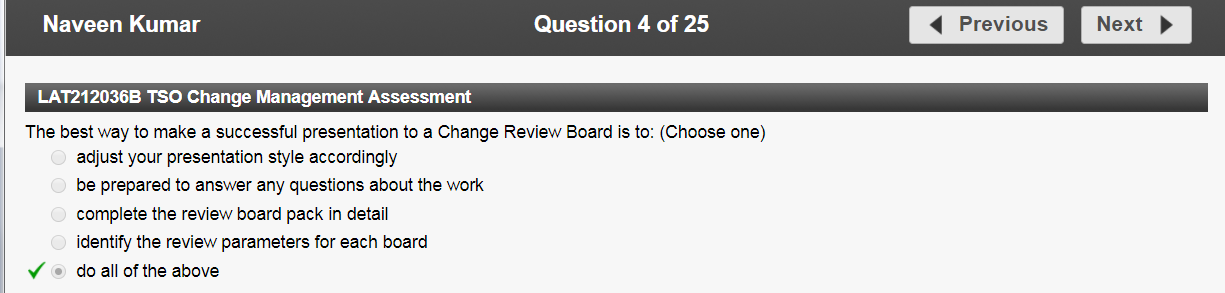 Naveen Kumar Question 4 of 25 Previous Next
LAT212036B TSO Change Management Assessment
The best way to make a successful presentation to a Change Review Board is to: (Choose one)
adjust your presentation style accordingly
be prepared to answer any questions about the work
complete the review board pack in detail
identify the review parameters for each board
do all of the above